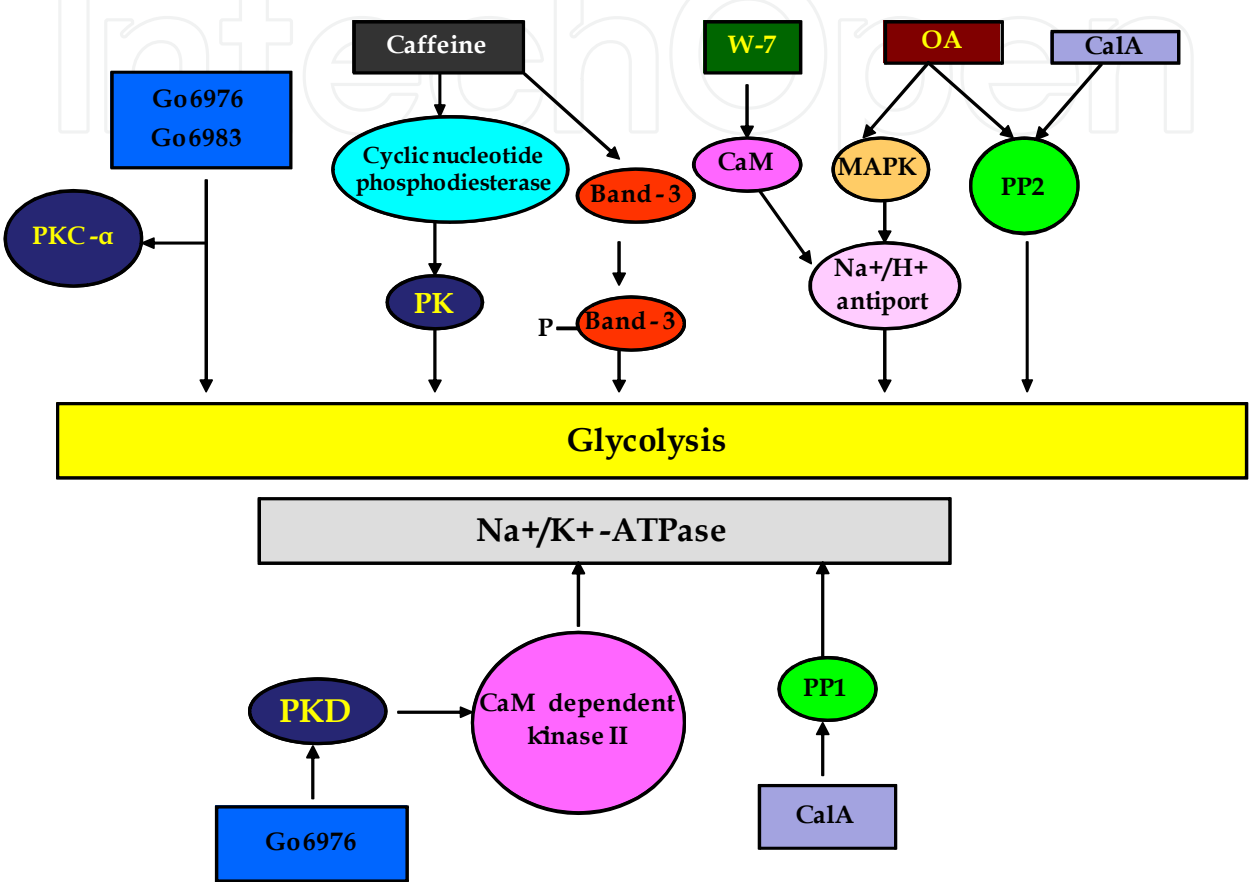 IntechOpen
Caffeine
W-7
OA
CalA
Go6976
Go6983
Cyclic nucleotide
phosphodiesterase
Band-3
CaM
MAPK
PP2
PKC-α
PK
P
Band-3
Na+/H+
antiport
Glycolysis
Na+/K+-ATPase
PKD
CaM dependent
kinase II
PP1
Go6976
CalA